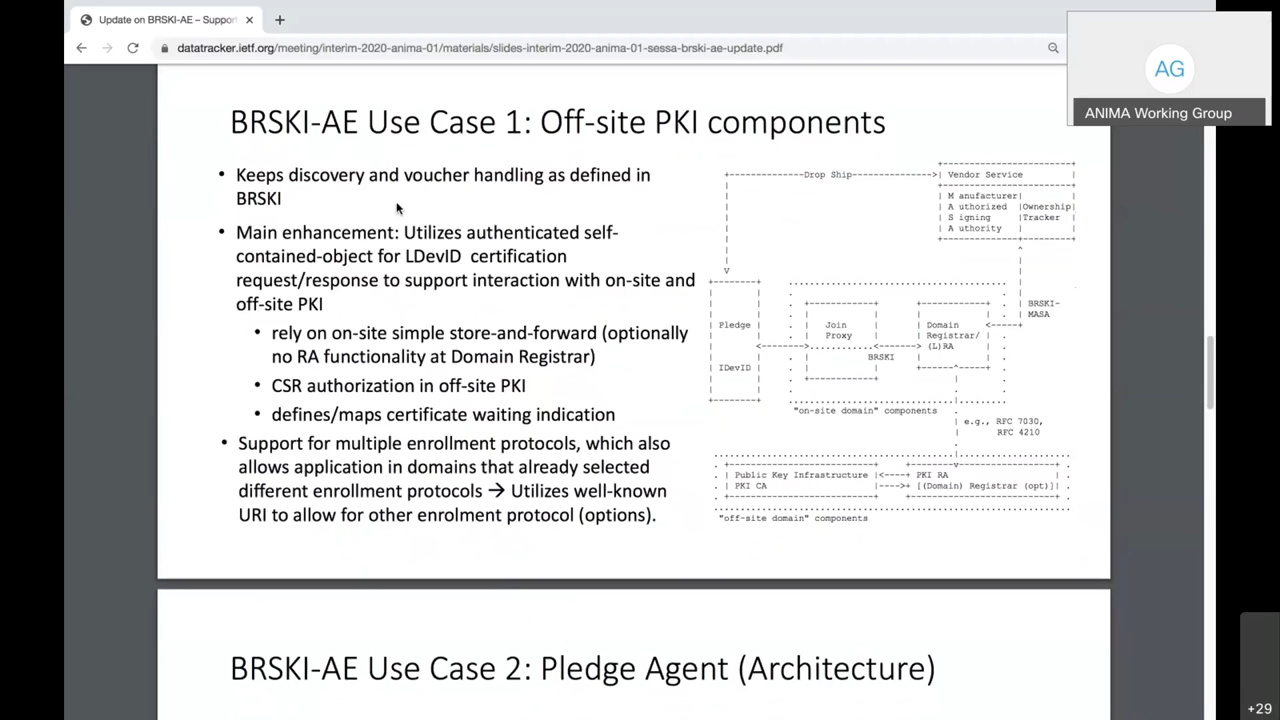 Update on BRSKI-AE – Suppor
datatracker.ietf.org/meeting/interim-2020-anima-01/materials/slides-interim-2020-anima-01-sessa-brski-ae-update.pdf
AG
ANIMA Working Group
BRSKI-AE Use Case 1: Off-site PKI components
• Keeps discovery and voucher handling as defined in
BRSKI
• Main enhancement: Utilizes authenticated self-
contained-object for LDevID certification
request/response to support interaction with on-site and
off-site PKI
• rely on on-site simple store-and-forward (optionally
no RA functionality at Domain Registrar)
• CSR authorization in off-site PKI
• defines/maps certificate waiting indication
• Support for multiple enrollment protocols, which also
allows application in domains that already selected
different enrollment protocols → Utilizes well-known
URI to allow for other enrolment protocol (options).
Drop Ship
Vendor Service
M anufacturer
A uthorized
S igning
A uthority
Ownership
Tracker
BRSKI-
MASA
Pledge
IDevID
Join
Proxy
BRSKI
Domain
Registrar/
(L)RA
"on-site domain" components
e.g., RFC 7030,
RFC 4210
Public Key Infrastructure
PKI CA
PKI RA
[(Domain) Registrar (opt)]
"off-site domain" components
BRSKI-AE Use Case 2: Pledge Agent (Architecture)
+29